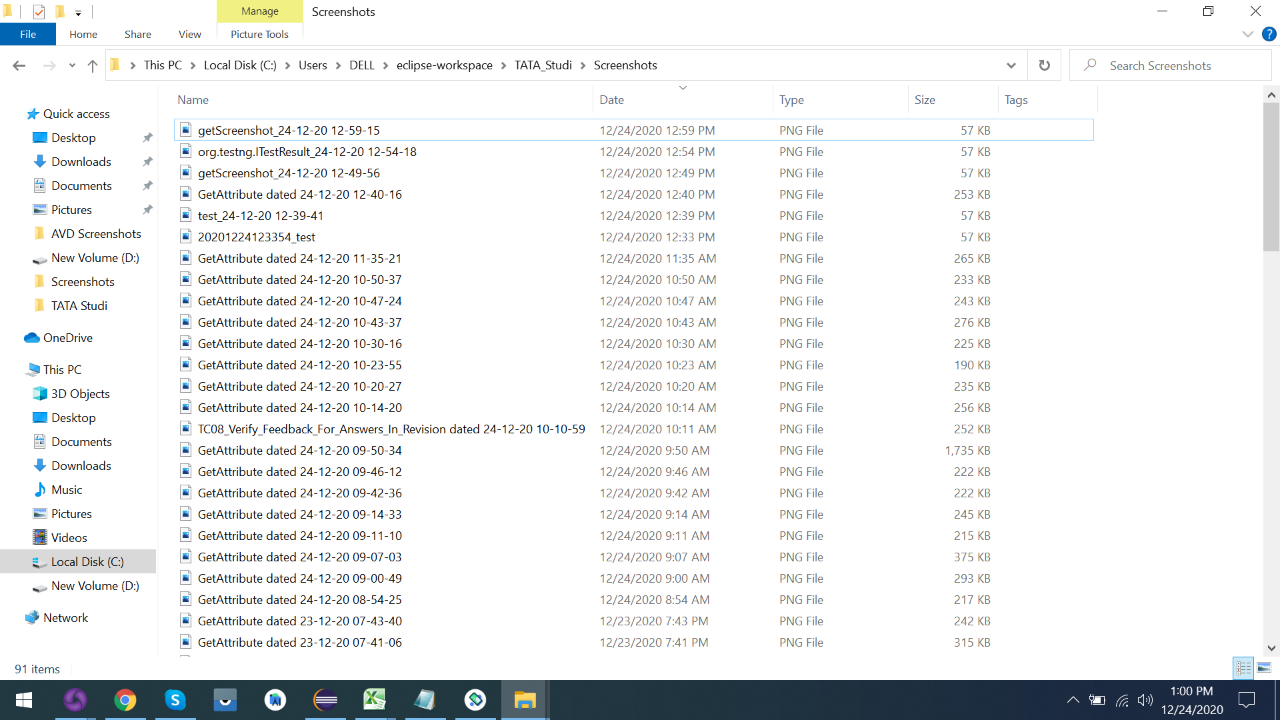 Manage
Screenshots
File
Home
Share
View
Picture Tools
This PC
Local Disk (C:)
Users
DELL
eclipse-workspace
TATA_Studi
Screenshots
Search Screenshots
Quick access
Desktop
Downloads
Documents
Pictures
AVD Screenshots
New Volume (D:)
Screenshots
TATA Studi
OneDrive
This PC
3D Objects
Desktop
Documents
Downloads
Music
Pictures
Videos
Local Disk (C:)
New Volume (D:)
Network
Name Date Type Size Tags
getScreenshot_24-12-20 12-59-15 12/24/2020 12:59 PM PNG File 57 KB
org.testng.ITestResult_24-12-20 12-54-18 12/24/2020 12:54 PM PNG File 57 KB
getScreenshot_24-12-20 12-49-56 12/24/2020 12:49 PM PNG File 57 KB
GetAttribute dated 24-12-20 12-40-16 12/24/2020 12:40 PM PNG File 253 KB
test_24-12-20 12-39-41 12/24/2020 12:39 PM PNG File 57 KB
20201224123354_test 12/24/2020 12:33 PM PNG File 57 KB
GetAttribute dated 24-12-20 11-35-21 12/24/2020 11:35 AM PNG File 265 KB
GetAttribute dated 24-12-20 10-50-37 12/24/2020 10:50 AM PNG File 233 KB
GetAttribute dated 24-12-20 10-47-24 12/24/2020 10:47 AM PNG File 243 KB
GetAttribute dated 24-12-20 10-43-37 12/24/2020 10:43 AM PNG File 276 KB
GetAttribute dated 24-12-20 10-30-16 12/24/2020 10:30 AM PNG File 225 KB
GetAttribute dated 24-12-20 10-23-55 12/24/2020 10:23 AM PNG File 190 KB
GetAttribute dated 24-12-20 10-20-27 12/24/2020 10:20 AM PNG File 235 KB
GetAttribute dated 24-12-20 10-14-20 12/24/2020 10:14 AM PNG File 256 KB
TC08_Verify_Feedback_For_Answers_In_Revision dated 24-12-20 10-10-59 12/24/2020 10:11 AM PNG File 252 KB
GetAttribute dated 24-12-20 09-50-34 12/24/2020 9:50 AM PNG File 1,735 KB
GetAttribute dated 24-12-20 09-46-12 12/24/2020 9:46 AM PNG File 222 KB
GetAttribute dated 24-12-20 09-42-36 12/24/2020 9:42 AM PNG File 222 KB
GetAttribute dated 24-12-20 09-14-33 12/24/2020 9:14 AM PNG File 245 KB
GetAttribute dated 24-12-20 09-11-10 12/24/2020 9:11 AM PNG File 215 KB
GetAttribute dated 24-12-20 09-07-03 12/24/2020 9:07 AM PNG File 375 KB
GetAttribute dated 24-12-20 09-00-49 12/24/2020 9:00 AM PNG File 293 KB
GetAttribute dated 24-12-20 08-54-25 12/24/2020 8:54 AM PNG File 217 KB
GetAttribute dated 23-12-20 07-43-40 12/23/2020 7:43 PM PNG File 242 KB
GetAttribute dated 23-12-20 07-41-06 12/23/2020 7:41 PM PNG File 315 KB
91 items
1:00 PM
12/24/2020